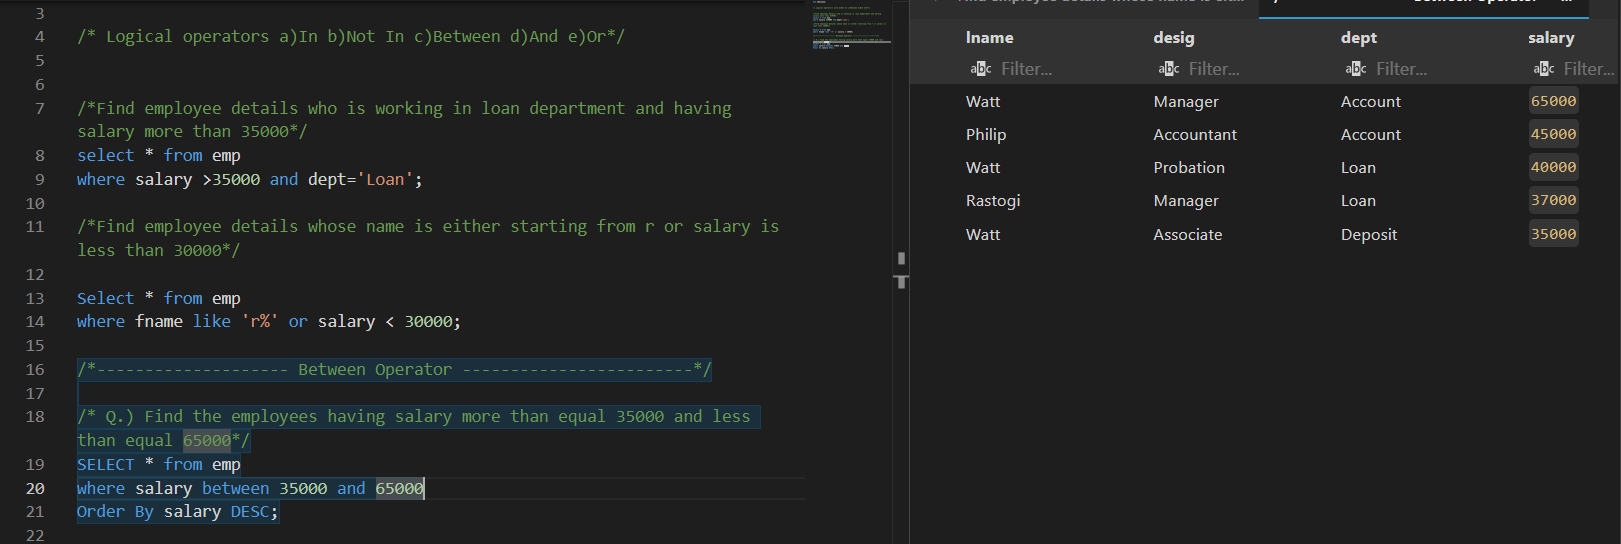 3
4 /* Logical operators a)In b)Not In c)Between d)And e)Or*/
5
6
7 /*Find employee details who is working in loan department and having
salary more than 35000*/
8 select * from emp
9 where salary >35000 and dept='Loan';
10
11 /*Find employee details whose name is either starting from r or salary is
less than 30000*/
12
13 Select * from emp
14 where fname like 'r%' or salary < 30000;
15
16 /*-------------------- Between Operator ------------------------*/
17
18 /* Q.) Find the employees having salary more than equal 35000 and less
than equal 65000*/
19 SELECT * from emp
20 where salary between 35000 and 65000
21 Order By salary DESC;
22
lname desig dept salary
abc Filter... abc Filter... abc Filter... abc Filter...
Watt Manager Account 65000
Philip Accountant Account 45000
Watt Probation Loan 40000
Rastogi Manager Loan 37000
Watt Associate Deposit 35000